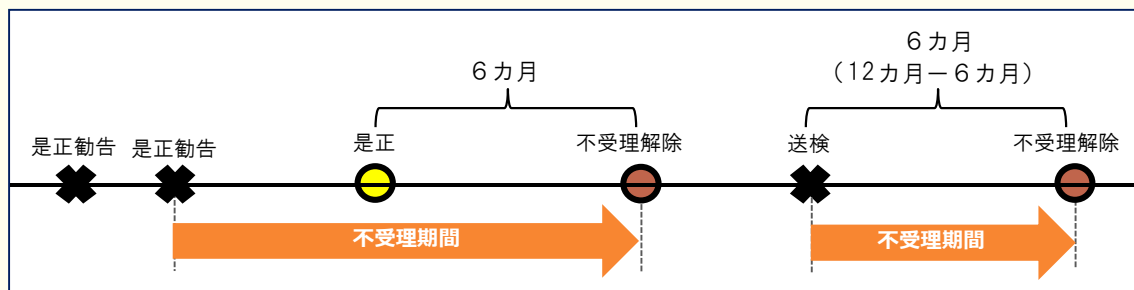 6カ月
6カ月
(12カ月－6カ月)
是正勧告
是正勧告
是正
不受理解除
送検
不受理解除
不受理期間
不受理期間